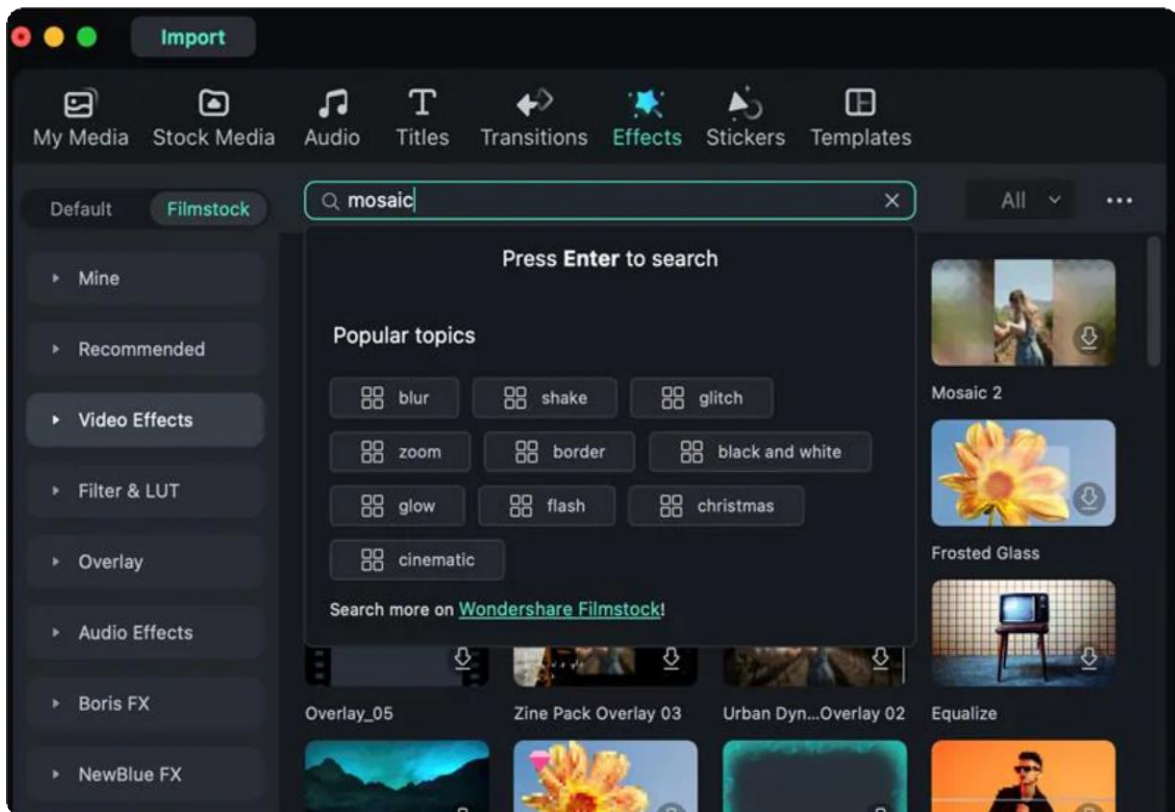 Import
My Media Stock Media Audio Titles Transitions Effects Stickers Templates
Default Filmstock
mosaic
All
Mine
Recommended
Video Effects
Filter & LUT
Overlay
Audio Effects
Boris FX
NewBlue FX
Press Enter to search
Popular topics
blur shake glitch
zoom border black and white
glow flash christmas
cinematic
Search more on Wondershare Filmstock!
Mosaic 2
Frosted Glass
Overlay_05 Zine Pack Overlay 03 Urban Dyn...Overlay 02 Equalize